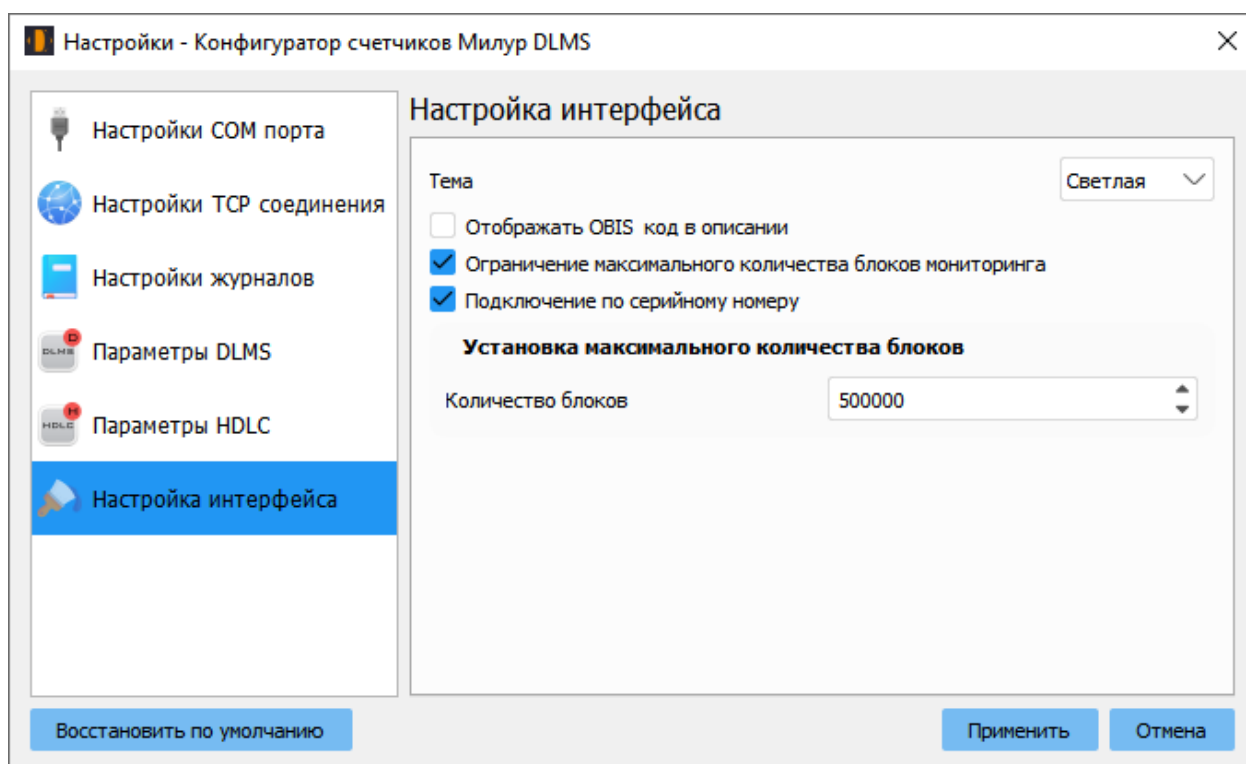 Настройки - Конфигуратор счетчиков Милур DLMS
Настройки COM порта
Настройки TCP соединения
Настройки журналов
DLMS
D
Параметры DLMS
HDLC
H
Параметры HDLC
Настройка интерфейса
Настройка интерфейса
Тема
Светлая
Отображать OBIS код в описании
Ограничение максимального количества блоков мониторинга
Подключение по серийному номеру
Установка максимального количества блоков
Количество блоков
500000
Восстановить по умолчанию
Применить
Отмена